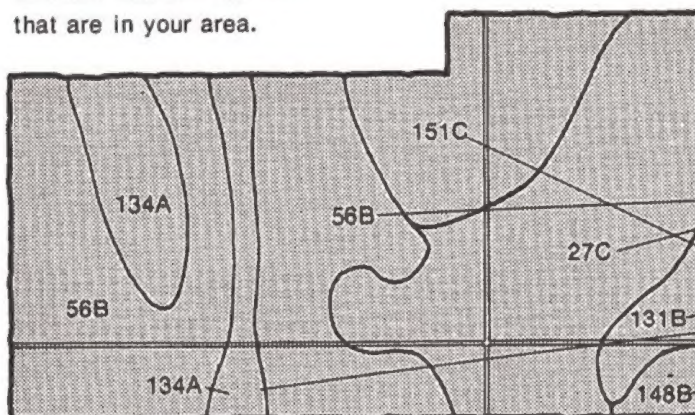 that are in your area.
151C
134A
56B
27C
56B
131B
134A
148B